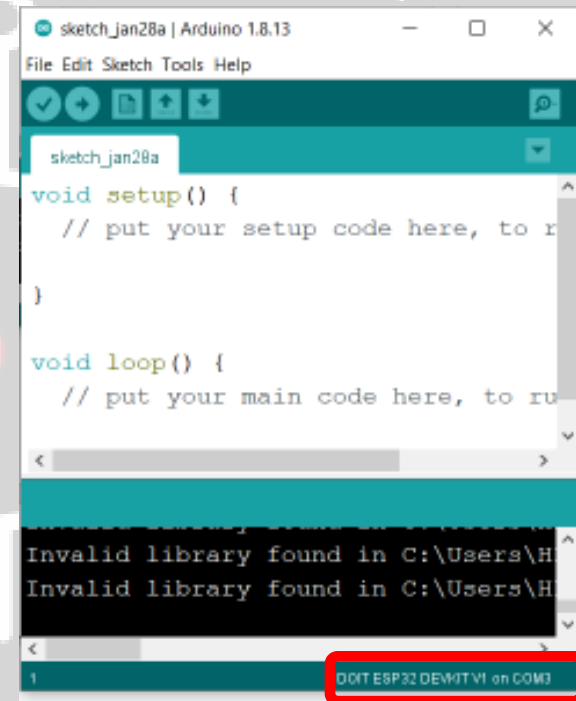 sketch_jan28a | Arduino 1.8.13
File Edit Sketch Tools Help
sketch_jan28a
void setup() {
// put your setup code here, to r
}
void loop() {
// put your main code here, to ru
Invalid library found in C:\Users\H
Invalid library found in C:\Users\H
1
DOIT ESP32 DEVKIT V1 on COM3